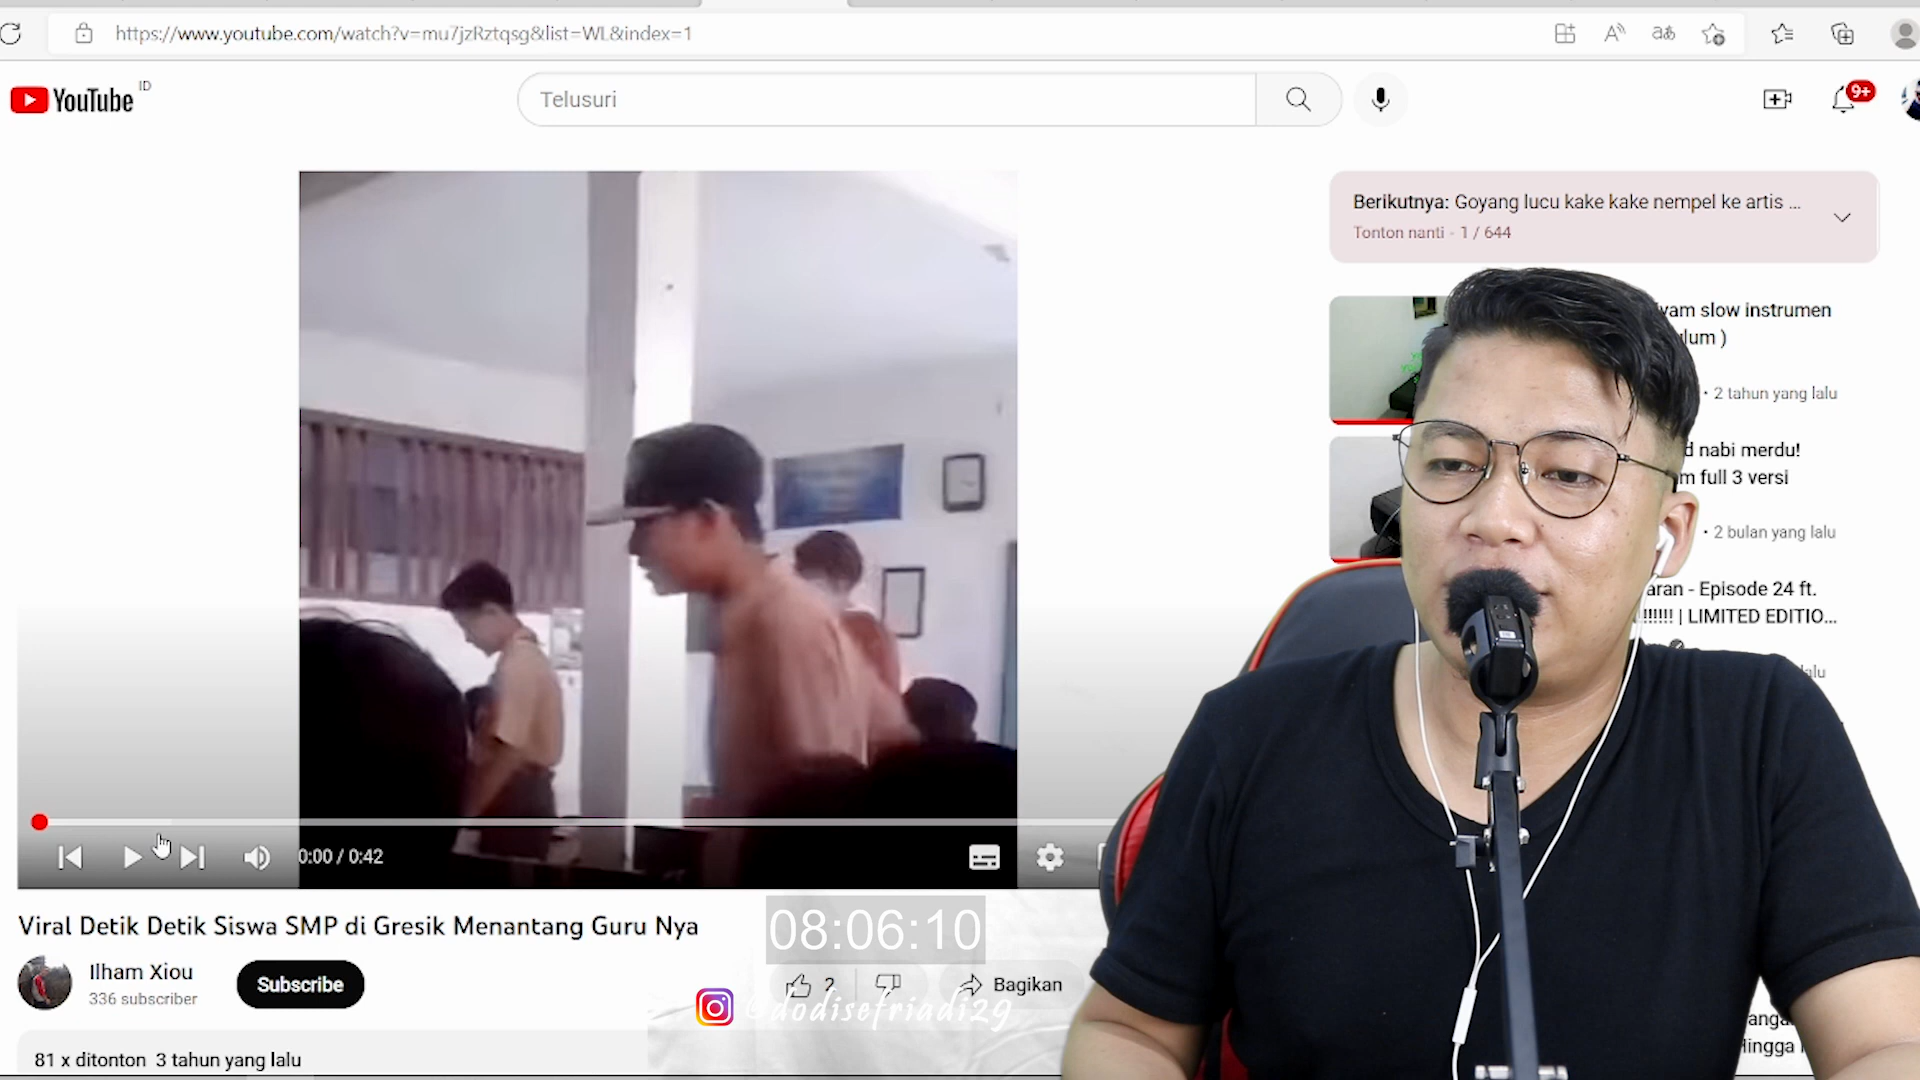 https://www.youtube.com/watch?v=mu7jzRztqsg&list=WL&index=1
YouTube ID
Telusuri
9+
Berikutnya: Goyang lucu kake kake nempel ke artis ...
Tonton nanti - 1 / 644
slow instrumen
)
• 2 tahun yang lalu
nabi merdu!
full 3 versi
• 2 bulan yang lalu
- Episode 24 ft.
!!!!!! | LIMITED EDITIO...
0:00 / 0:42
Viral Detik Detik Siswa SMP di Gresik Menantang Guru Nya
08:06:10
Ilham Xiou
336 subscriber
Subscribe
2
Bagikan
@dodisefriadi29
81 x ditonton 3 tahun yang lalu